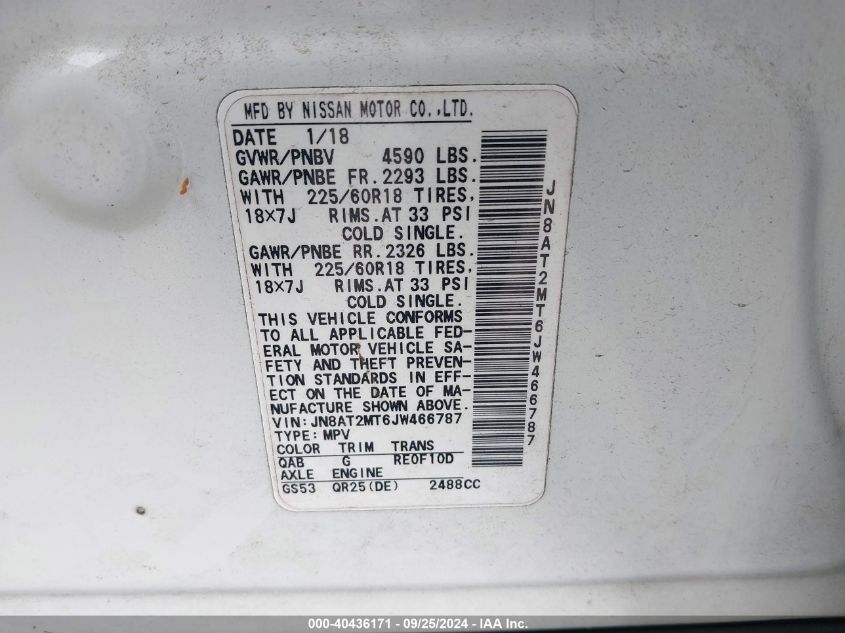 MFD BY NISSAN MOTOR CO.,LTD.
DATE 1/18
GVWR/PNBV 4590 LBS.
GAWR/PNBE FR. 2293 LBS.
WITH 225/60R18 TIRES,
18×7J RIMS.AT 33 PSI
COLD SINGLE.
GAWR/PNBE RR. 2326 LBS.
WITH 225/60R18 TIRES,
18×7J RIMS.AT 33 PSI
COLD SINGLE.
THIS VEHICLE CONFORMS
TO ALL APPLICABLE FED-
ERAL MOTOR VEHICLE SA-
FETY AND THEFT PREVEN-
TION STANDARDS IN EFF-
ECT ON THE DATE OF MA-
NUFACTURE SHOWN ABOVE.
VIN: JN8AT2MT6JW466787
TYPE: MPV
COLOR TRIM TRANS
QAB G RE0F10D
AXLE ENGINE
GS53 QR25(DE) 2488CC
JN8AT2MT6JW466787
000-40436171 - 09/25/2024 - IAA Inc.